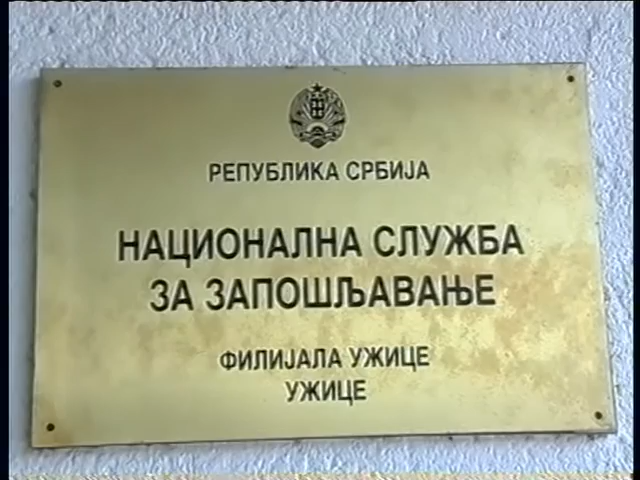 РЕПУБЛИКА СРБИЈА
НАЦИОНАЛНА СЛУЖБА
ЗА ЗАПОШЉАВАЊЕ
ФИЛИЈАЛА УЖИЦЕ
УЖИЦЕ